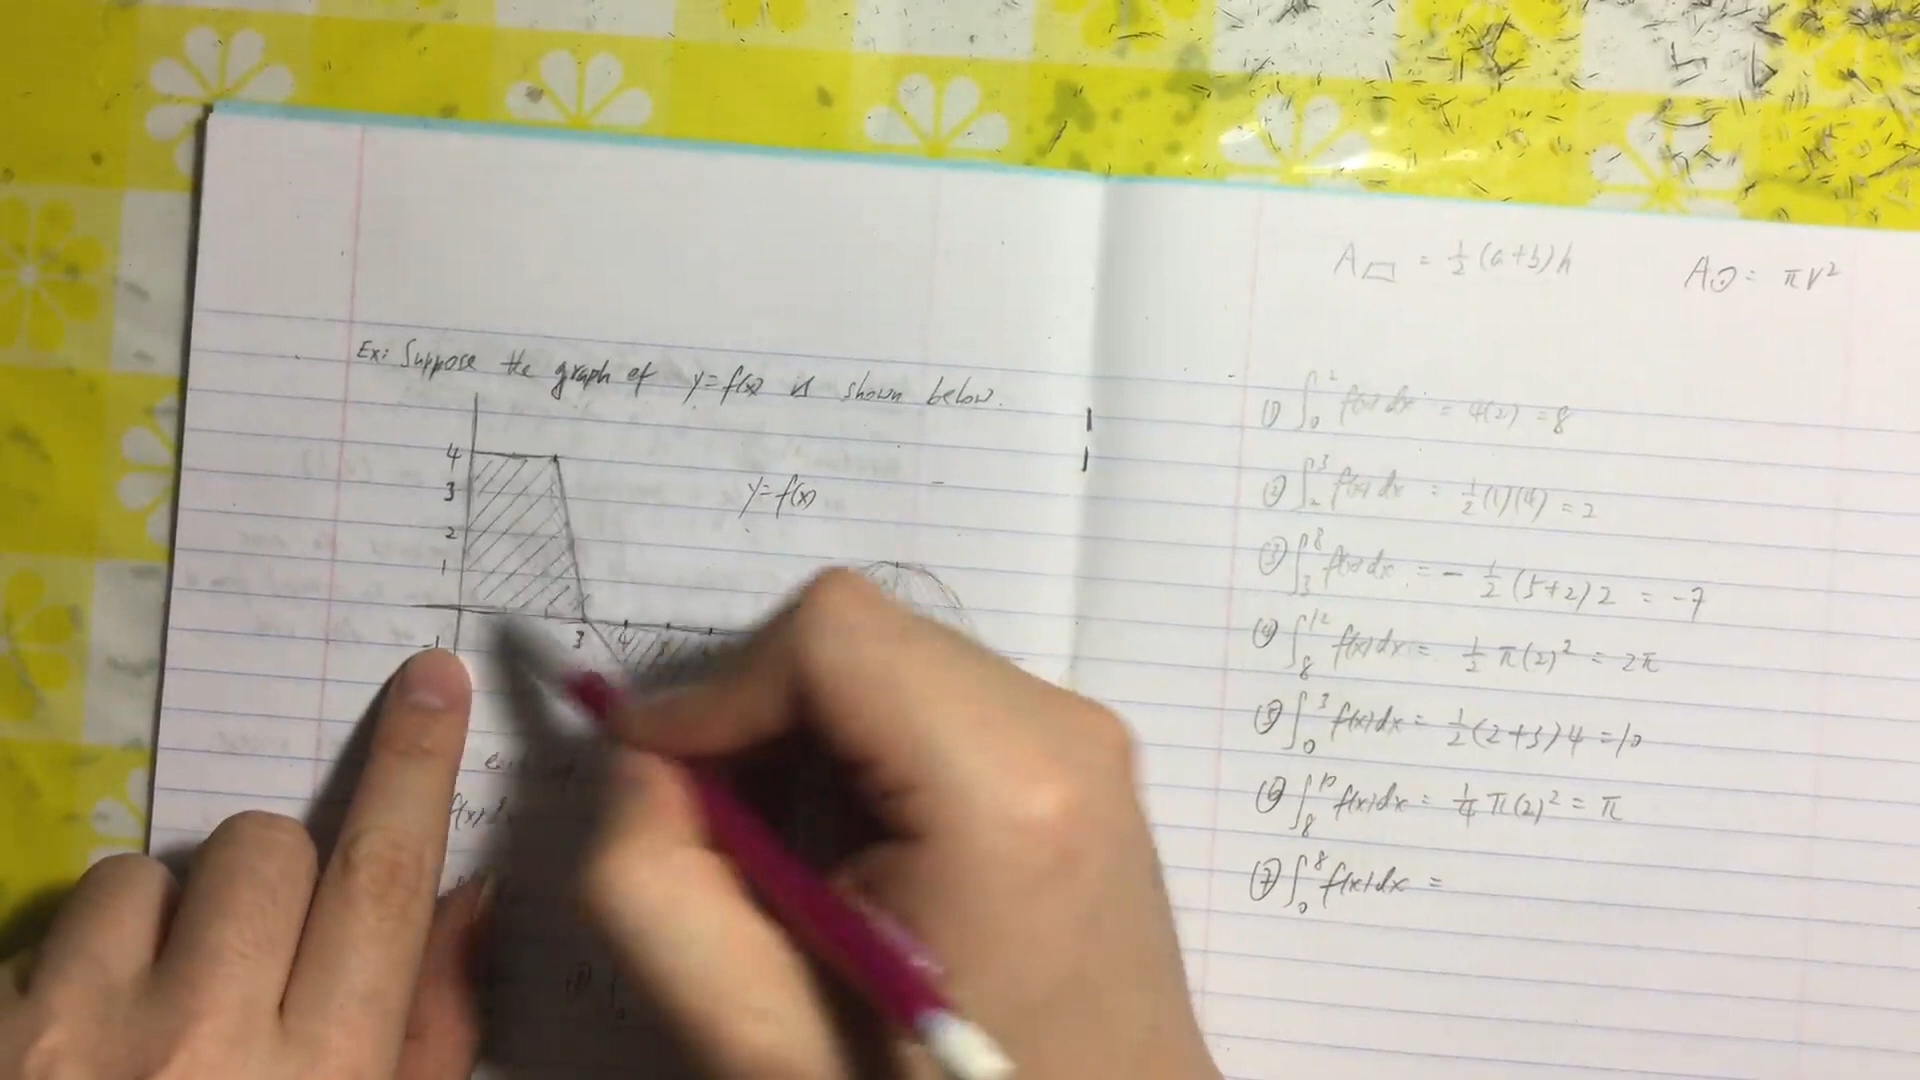 Ex: Suppose the graph of y=f(x) is shown below.
4
3
2
1
-1
y=f(x)
3 4 5
f(x)
A▱ = ½(a+b)h
A⊙ = πr²
① ∫₀² f(x)dx = 4(2) = 8
② ∫₂³ f(x)dx = ½(1)(4) = 2
③ ∫₃⁸ f(x)dx = - ½(5+2)2 = -7
④ ∫₈¹² f(x)dx = ½π(2)² = 2π
⑤ ∫₀³ f(x)dx = ½(2+3)4 = 10
⑥ ∫₈¹⁰ f(x)dx = ¼π(2)² = π
⑦ ∫₀⁸ f(x)dx =